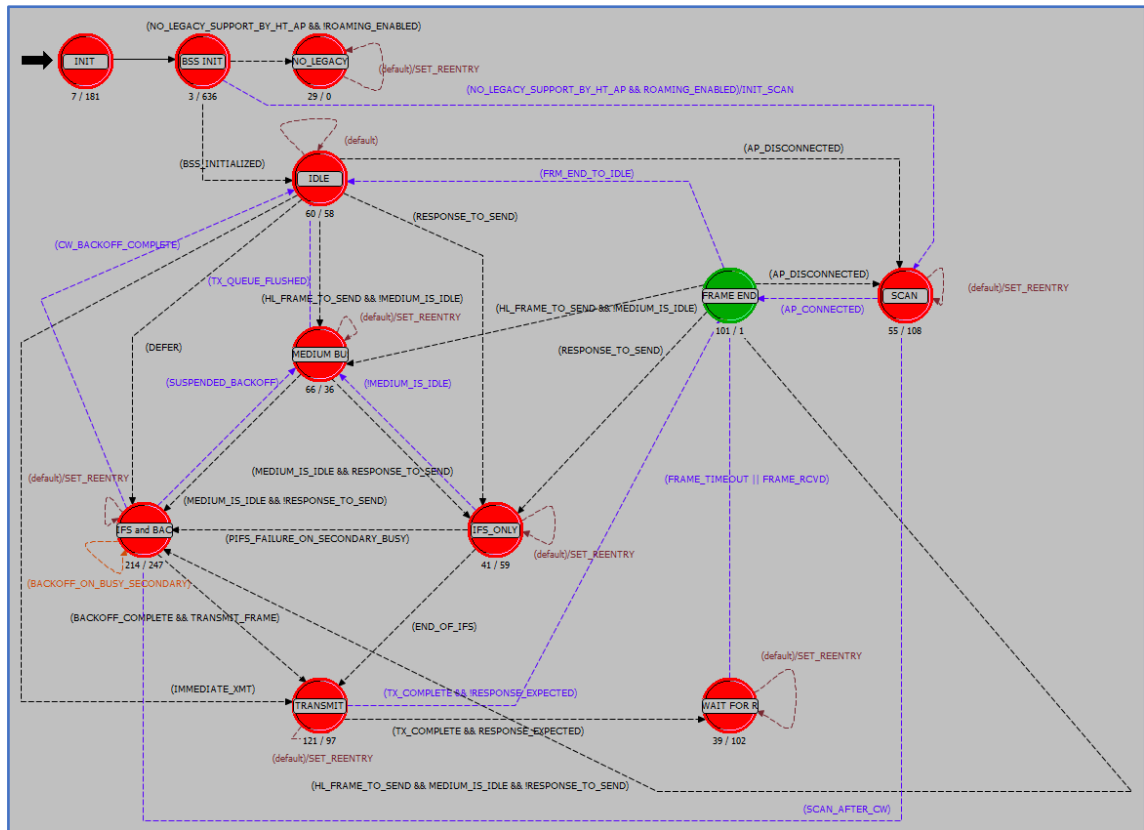 (NO_LEGACY_SUPPORT_BY_HT_AP && !ROAMING_ENABLED)
INIT
BSS INIT
NO_LEGACY
(default)/SET_REENTRY
7 / 181
3 / 636
29 / 0
(NO_LEGACY_SUPPORT_BY_HT_AP && ROAMING_ENABLED)/INIT_SCAN
(default)
(AP_DISCONNECTED)
(BSS_INITIALIZED)
IDLE
(FRM_END_TO_IDLE)
60 / 58
(RESPONSE_TO_SEND)
(CW_BACKOFF_COMPLETE)
(TX_QUEUE_FLUSHED)
(AP_DISCONNECTED)
(default)/SET_REENTRY
FRAME END
SCAN
(HL_FRAME_TO_SEND && !MEDIUM_IS_IDLE)
(HL_FRAME_TO_SEND && !MEDIUM_IS_IDLE)
(AP_CONNECTED)
(default)/SET_REENTRY
101 / 1
55 / 108
(DEFER)
MEDIUM BU
(RESPONSE_TO_SEND)
(SUSPENDED_BACKOFF)
(!MEDIUM_IS_IDLE)
66 / 36
(MEDIUM_IS_IDLE && RESPONSE_TO_SEND)
(default)/SET_REENTRY
(FRAME_TIMEOUT || FRAME_RCVD)
(MEDIUM_IS_IDLE && !RESPONSE_TO_SEND)
IFS and BAC
IFS_ONLY
(PIFS_FAILURE_ON_SECONDARY_BUSY)
(default)/SET_REENTRY
214 / 247
41 / 59
(BACKOFF_ON_BUSY_SECONDARY)
(BACKOFF_COMPLETE && TRANSMIT_FRAME)
(END_OF_IFS)
(default)/SET_REENTRY
(IMMEDIATE_XMT)
(TX_COMPLETE && !RESPONSE_EXPECTED)
TRANSMIT
WAIT FOR R
121 / 97
(TX_COMPLETE && RESPONSE_EXPECTED)
39 / 102
(default)/SET_REENTRY
(HL_FRAME_TO_SEND && MEDIUM_IS_IDLE && !RESPONSE_TO_SEND)
(SCAN_AFTER_CW)